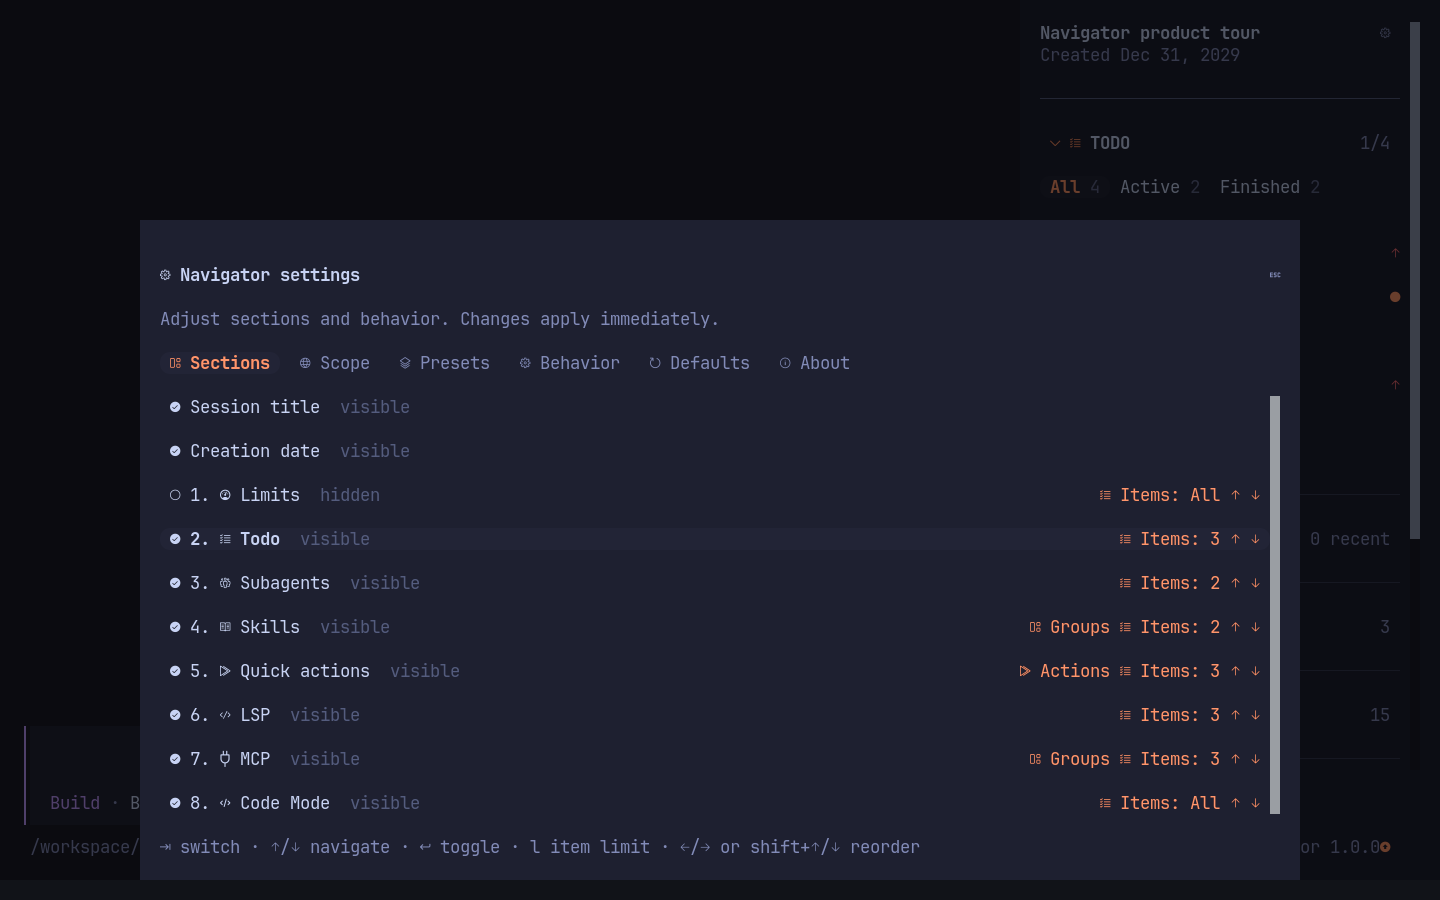 Navigator product tour
Created Dec 31, 2029
TODO 1/4
All 4 Active 2 Finished 2
Navigator settings ESC
Adjust sections and behavior. Changes apply immediately.
Sections Scope Presets Behavior Defaults About
Session title visible
Creation date visible
1. Limits hidden Items: All ↑ ↓
2. Todo visible Items: 3 ↑ ↓
0 recent
3. Subagents visible Items: 2 ↑ ↓
4. Skills visible Groups Items: 2 ↑ ↓
3
5. Quick actions visible Actions Items: 3 ↑ ↓
6. LSP visible Items: 3 ↑ ↓
15
7. MCP visible Groups Items: 3 ↑ ↓
8. Code Mode visible Items: All ↑ ↓
Build · B
⇥ switch · ↑/↓ navigate · ↵ toggle · l item limit · ←/→ or shift+↑/↓ reorder
/workspace/
or 1.0.0